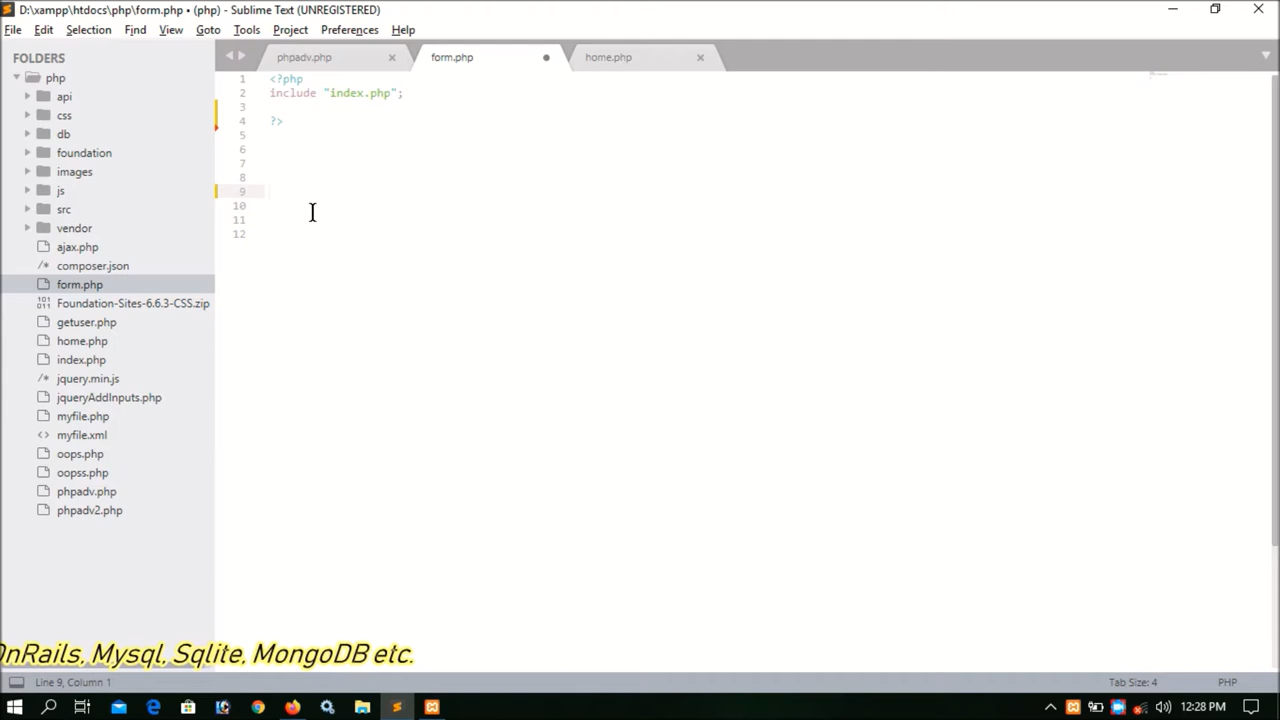 D:\xampp\htdocs\php\form.php • (php) - Sublime Text (UNREGISTERED)
File Edit Selection View Find Goto Tools Project Preferences Help
FOLDERS
php
api
css
db
foundation
images
js
src
vendor
ajax.php
composer.json
form.php
Foundation-Sites-6.6.3-CSS.zip
getuser.php
home.php
index.php
jquery.min.js
jqueryAddInputs.php
myfile.php
myfile.xml
oops.php
oopss.php
phpadv.php
phpadv2.php
phpadv.php form.php home.php
1 <?php
2 include "index.php";
3
4 ?>
5
6
7
8
9
10
11
12
OnRails, Mysql, Sqlite, MongoDB etc.
Line 9, Column 1 Tab Size: 4 PHP
12:28 PM